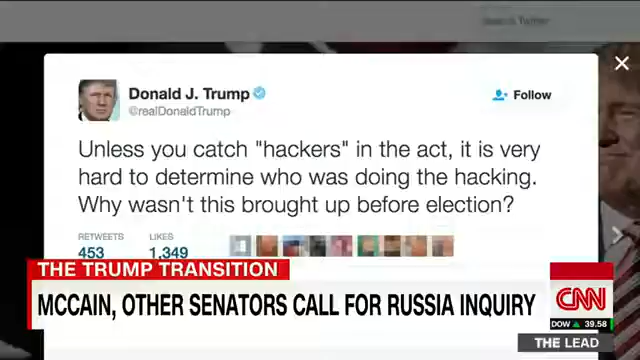 Search Twitter
Donald J. Trump
@realDonaldTrump
Follow
Unless you catch "hackers" in the act, it is very
hard to determine who was doing the hacking.
Why wasn't this brought up before election?
RETWEETS LIKES
453 1,349
THE TRUMP TRANSITION
MCCAIN, OTHER SENATORS CALL FOR RUSSIA INQUIRY
CNN
DOW ▲ 39.58
THE LEAD